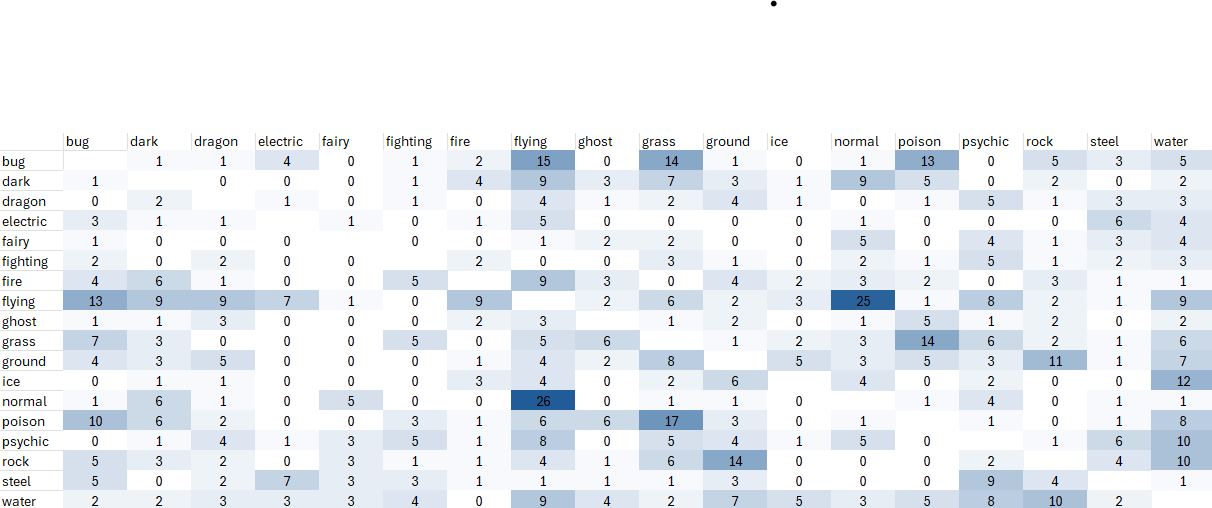 bug dark dragon electric fairy fighting fire flying ghost grass ground ice normal poison psychic rock steel water
bug 1 1 4 0 1 2 15 0 14 1 0 1 13 0 5 3 5
dark 1 0 0 0 1 4 9 3 7 3 1 9 5 0 2 0 2
dragon 0 2 1 0 1 0 4 1 2 4 1 0 1 5 1 3 3
electric 3 1 1 1 0 1 5 0 0 0 0 1 0 0 0 6 4
fairy 1 0 0 0 0 0 1 2 2 0 0 5 0 4 1 3 4
fighting 2 0 2 0 0 2 0 0 3 1 0 2 1 5 1 2 3
fire 4 6 1 0 0 5 9 3 0 4 2 3 2 0 3 1 1
flying 13 9 9 7 1 0 9 2 6 2 3 25 1 8 2 1 9
ghost 1 1 3 0 0 0 2 3 1 2 0 1 5 1 2 0 2
grass 7 3 0 0 0 5 0 5 6 1 2 3 14 6 2 1 6
ground 4 3 5 0 0 0 1 4 2 8 5 3 5 3 11 1 7
ice 0 1 1 0 0 0 3 4 0 2 6 4 0 2 0 0 12
normal 1 6 1 0 5 0 0 26 0 1 1 0 1 4 0 1 1
poison 10 6 2 0 0 3 1 6 6 17 3 0 1 1 0 1 8
psychic 0 1 4 1 3 5 1 8 0 5 4 1 5 0 1 6 10
rock 5 3 2 0 3 1 1 4 1 6 14 0 0 0 2 4 10
steel 5 0 2 7 3 3 1 1 1 1 3 0 0 0 9 4 1
water 2 2 3 3 3 4 0 9 4 2 7 5 3 5 8 10 2